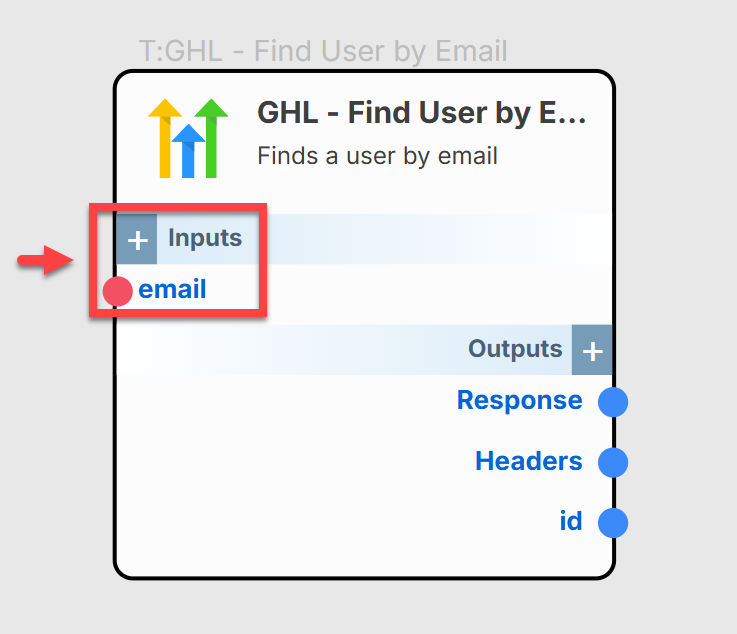 T:GHL - Find User by Email
GHL - Find User by E...
Finds a user by email
+ Inputs
email
Outputs +
Response
Headers
id